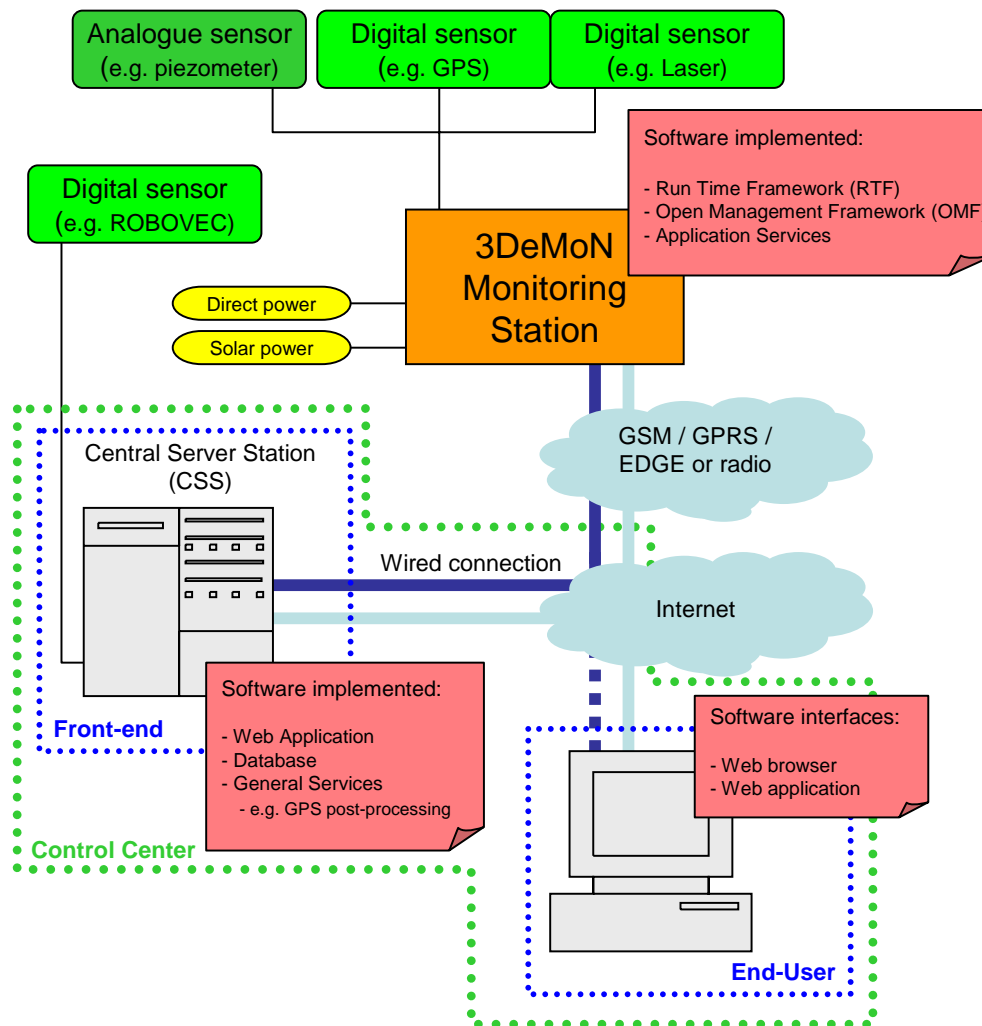 Analogue sensor
(e.g. piezometer)
Digital sensor
(e.g. GPS)
Digital sensor
(e.g. Laser)
Software implemented:
- Run Time Framework (RTF)
- Open Management Framework (OMF
- Application Services
Digital sensor
(e.g. ROBOVEC)
3DeMoN
Monitoring
Station
Direct power
Solar power
GSM / GPRS /
EDGE or radio
Central Server Station
(CSS)
Wired connection
Internet
Software implemented:
- Web Application
- Database
- General Services
- e.g. GPS post-processing
Front-end
Control Center
Software interfaces:
- Web browser
- Web application
End-User